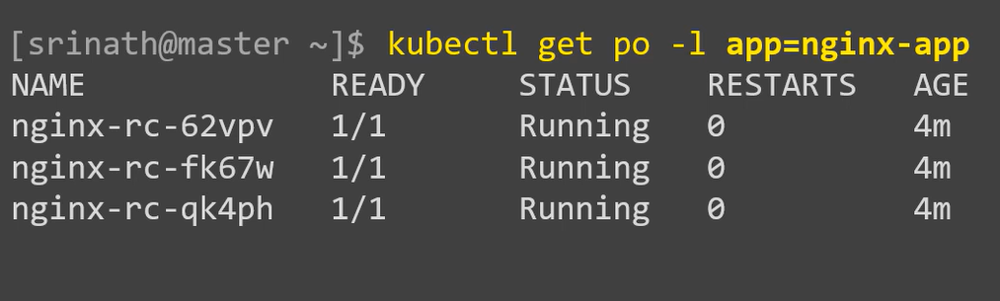 [srinath@master ~]$ kubectl get po -l app=nginx-app
NAME READY STATUS RESTARTS AGE
nginx-rc-62vpv 1/1 Running 0 4m
nginx-rc-fk67w 1/1 Running 0 4m
nginx-rc-qk4ph 1/1 Running 0 4m